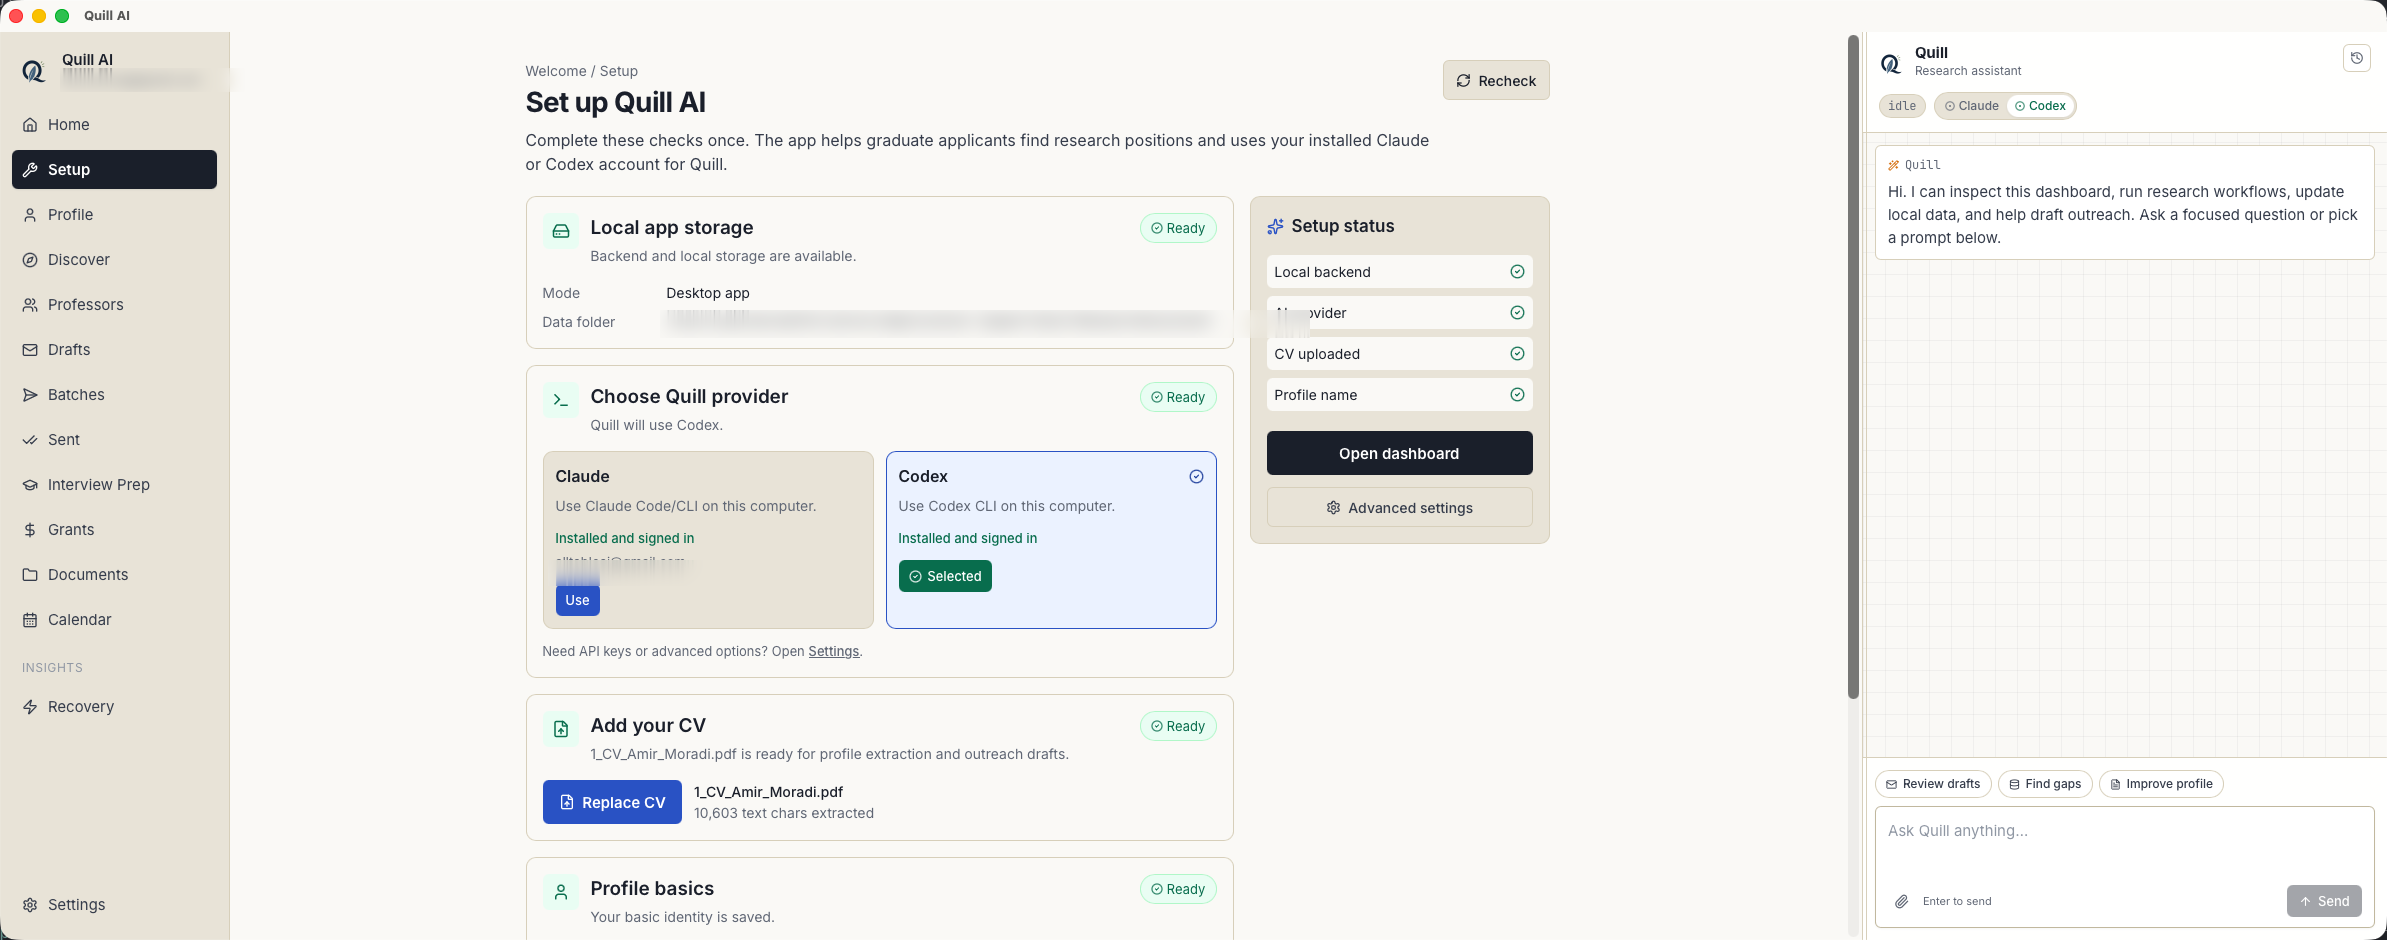 Quill AI
Quill AI
Home
Setup
Profile
Discover
Professors
Drafts
Batches
Sent
Interview Prep
Grants
Documents
Calendar
INSIGHTS
Recovery
Settings
Welcome / Setup
Set up Quill AI
Recheck
Complete these checks once. The app helps graduate applicants find research positions and uses your installed Claude
or Codex account for Quill.
Local app storage
Ready
Backend and local storage are available.
Mode
Desktop app
Data folder
Choose Quill provider
Ready
Quill will use Codex.
Claude
Use Claude Code/CLI on this computer.
Installed and signed in
Use
Codex
Use Codex CLI on this computer.
Installed and signed in
Selected
Need API keys or advanced options? Open Settings.
Add your CV
Ready
1_CV_Amir_Moradi.pdf is ready for profile extraction and outreach drafts.
Replace CV
1_CV_Amir_Moradi.pdf
10,603 text chars extracted
Profile basics
Ready
Your basic identity is saved.
Setup status
Local backend
CV uploaded
Profile name
Open dashboard
Advanced settings
Quill
Research assistant
idle
Claude
Codex
Quill
Hi. I can inspect this dashboard, run research workflows, update
local data, and help draft outreach. Ask a focused question or pick
a prompt below.
Review drafts
Find gaps
Improve profile
Ask Quill anything...
Enter to send
Send